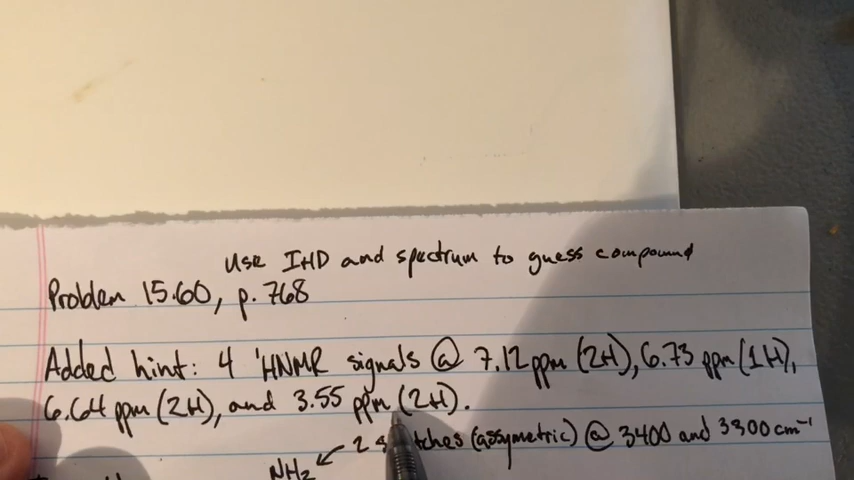 Use IHD and spectrum to guess compound
Problem 15.60, p. 768
Added hint: 4 'HNMR signals @ 7.12 ppm (2H), 6.73 ppm (1H),
6.64 ppm (2H), and 3.55 ppm (2H).
2 (assymetric) @ 3400 and 3300 cm⁻¹
NH₂